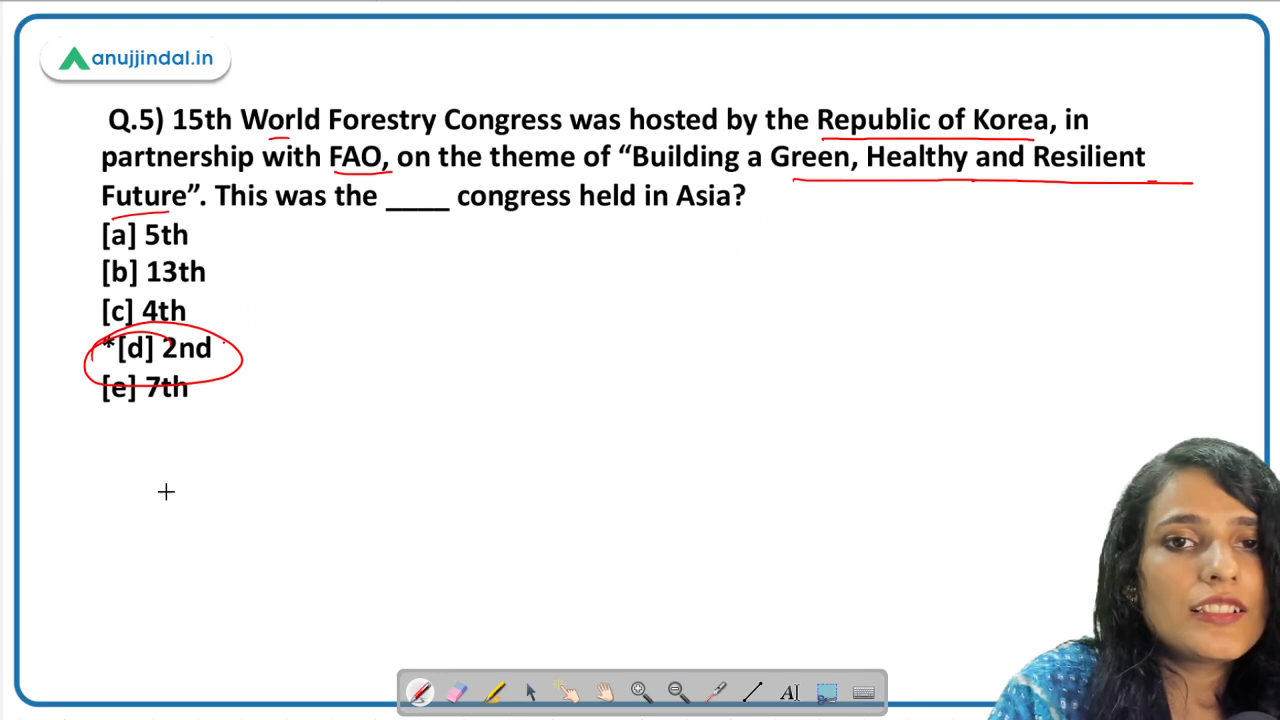 anujjindal.in
Q.5) 15th World Forestry Congress was hosted by the Republic of Korea, in
partnership with FAO, on the theme of “Building a Green, Healthy and Resilient
Future”. This was the ____ congress held in Asia?
[a] 5th
[b] 13th
[c] 4th
*[d] 2nd
[e] 7th
AI